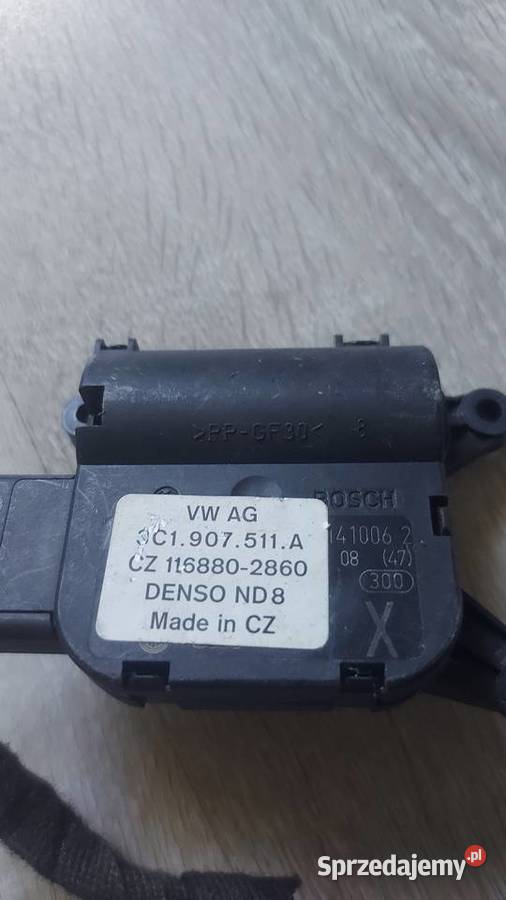 >PP-GF30< 8
BOSCH
VW AG
3C1.907.511.A
CZ 116880-2860
DENSO ND8
Made in CZ
141006 2
08 (47)
300
X
Sprzedajemy.pl